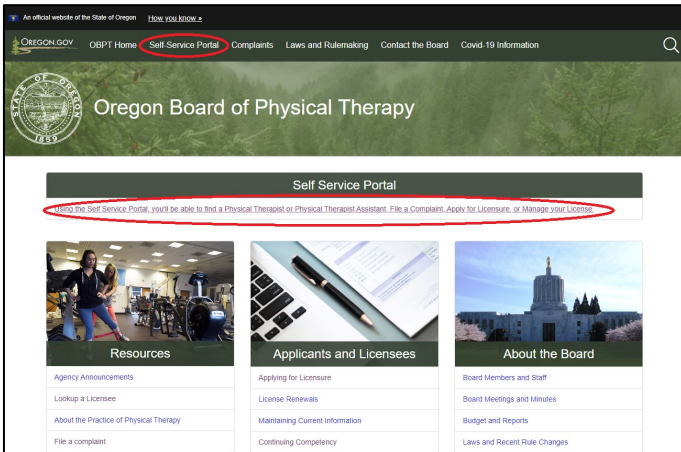 An official website of the State of Oregon How you know »
OREGON.GOV OBPT Home Self-Service Portal Complaints Laws and Rulemaking Contact the Board Covid-19 Information
STATE OF OREGON
1859
Oregon Board of Physical Therapy
Self Service Portal
Using the Self Service Portal, you'll be able to find a Physical Therapist or Physical Therapist Assistant, File a Complaint, Apply for Licensure, or Manage your License.
Resources Applicants and Licensees About the Board
Agency Announcements Applying for Licensure Board Members and Staff
Lookup a Licensee License Renewals Board Meetings and Minutes
About the Practice of Physical Therapy Maintaining Current Information Budget and Reports
File a complaint Continuing Competency Laws and Recent Rule Changes